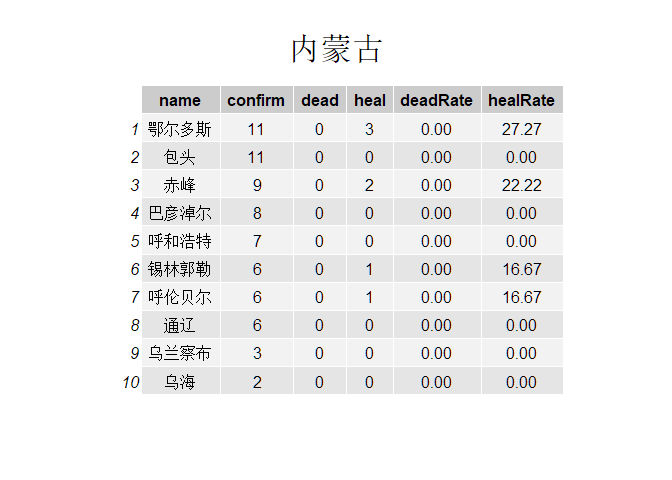 内蒙古
name confirm dead heal deadRate healRate
1 鄂尔多斯 11 0 3 0.00 27.27
2 包头 11 0 0 0.00 0.00
3 赤峰 9 0 2 0.00 22.22
4 巴彦淖尔 8 0 0 0.00 0.00
5 呼和浩特 7 0 0 0.00 0.00
6 锡林郭勒 6 0 1 0.00 16.67
7 呼伦贝尔 6 0 1 0.00 16.67
8 通辽 6 0 0 0.00 0.00
9 乌兰察布 3 0 0 0.00 0.00
10 乌海 2 0 0 0.00 0.00